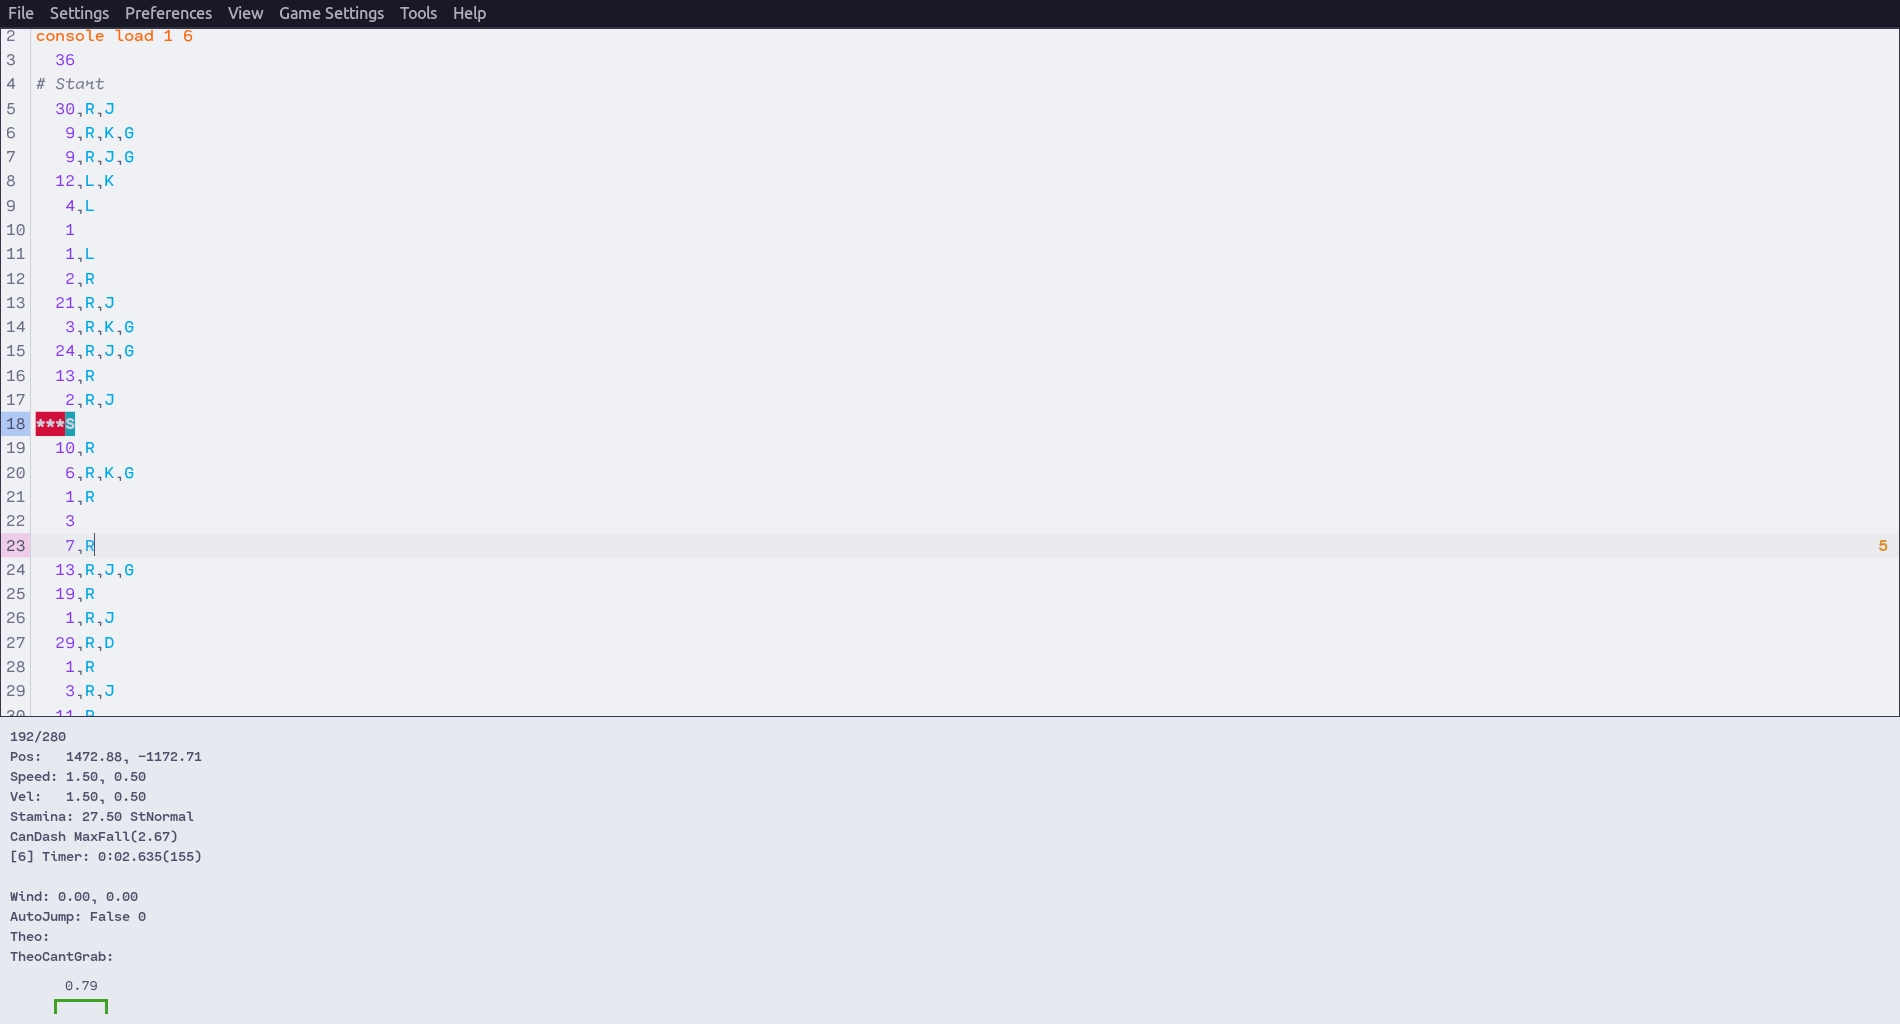 File Settings Preferences View Game Settings Tools Help
2 console load 1 6
3 36
4 # Start
5 30,R,J
6 9,R,K,G
7 9,R,J,G
8 12,L,K
9 4,L
10 1
11 1,L
12 2,R
13 21,R,J
14 3,R,K,G
15 24,R,J,G
16 13,R
17 2,R,J
18 ***S
19 10,R
20 6,R,K,G
21 1,R
22 3
23 7,R 5
24 13,R,J,G
25 19,R
26 1,R,J
27 29,R,D
28 1,R
29 3,R,J
30 11,R
192/280
Pos: 1472.88, -1172.71
Speed: 1.50, 0.50
Vel: 1.50, 0.50
Stamina: 27.50 StNormal
CanDash MaxFall(2.67)
[6] Timer: 0:02.635(155)
Wind: 0.00, 0.00
AutoJump: False 0
Theo:
TheoCantGrab:
0.79